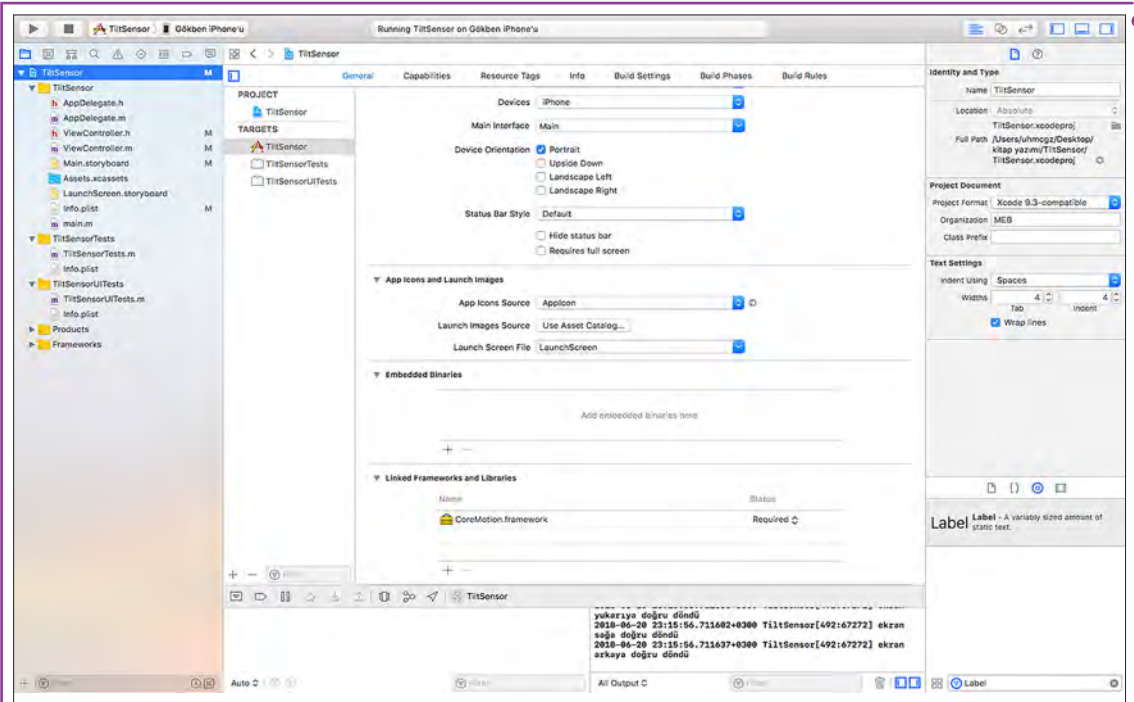 TiltSensor
Gökben iPhone'u
Running TiltSensor on Gökben iPhone'u
TiltSensor
TiltSensor M
TiltSensor
AppDelegate.h
AppDelegate.m
ViewController.h M
ViewController.m M
Main.storyboard M
Assets.xcassets
LaunchScreen.storyboard
Info.plist M
main.m
TiltSensorTests
TiltSensorTests.m
Info.plist
TiltSensorUITests
TiltSensorUITests.m
Info.plist
Products
Frameworks
Filter
General Capabilities Resource Tags Info Build Settings Build Phases Build Rules
PROJECT
TiltSensor
TARGETS
TiltSensor
TiltSensorTests
TiltSensorUITests
Filter
Devices iPhone
Main Interface Main
Device Orientation Portrait
Upside Down
Landscape Left
Landscape Right
Status Bar Style Default
Hide status bar
Requires full screen
App Icons and Launch Images
App Icons Source AppIcon
Launch Images Source Use Asset Catalog...
Launch Screen File LaunchScreen
Embedded Binaries
Add embedded binaries here
Linked Frameworks and Libraries
Name Status
CoreMotion.framework Required
TiltSensor
yukarıya doğru döndü
2018-06-20 23:15:56.711602+0300 TiltSensor[492:67272] ekran
sağa doğru döndü
2018-06-20 23:15:56.711637+0300 TiltSensor[492:67272] ekran
arkaya doğru döndü
Auto
Filter
All Output
Filter
Identity and Type
Name TiltSensor
Location Absolute
TiltSensor.xcodeproj
Full Path /Users/uhmcgz/Desktop/
kitap yazımı/TiltSensor/
TiltSensor.xcodeproj
Project Document
Project Format Xcode 9.3-compatible
Organization MEB
Class Prefix
Text Settings
Indent Using Spaces
Widths 4 4
Tab Indent
Wrap lines
Label Label - A variably sized amount of
static text.
Label